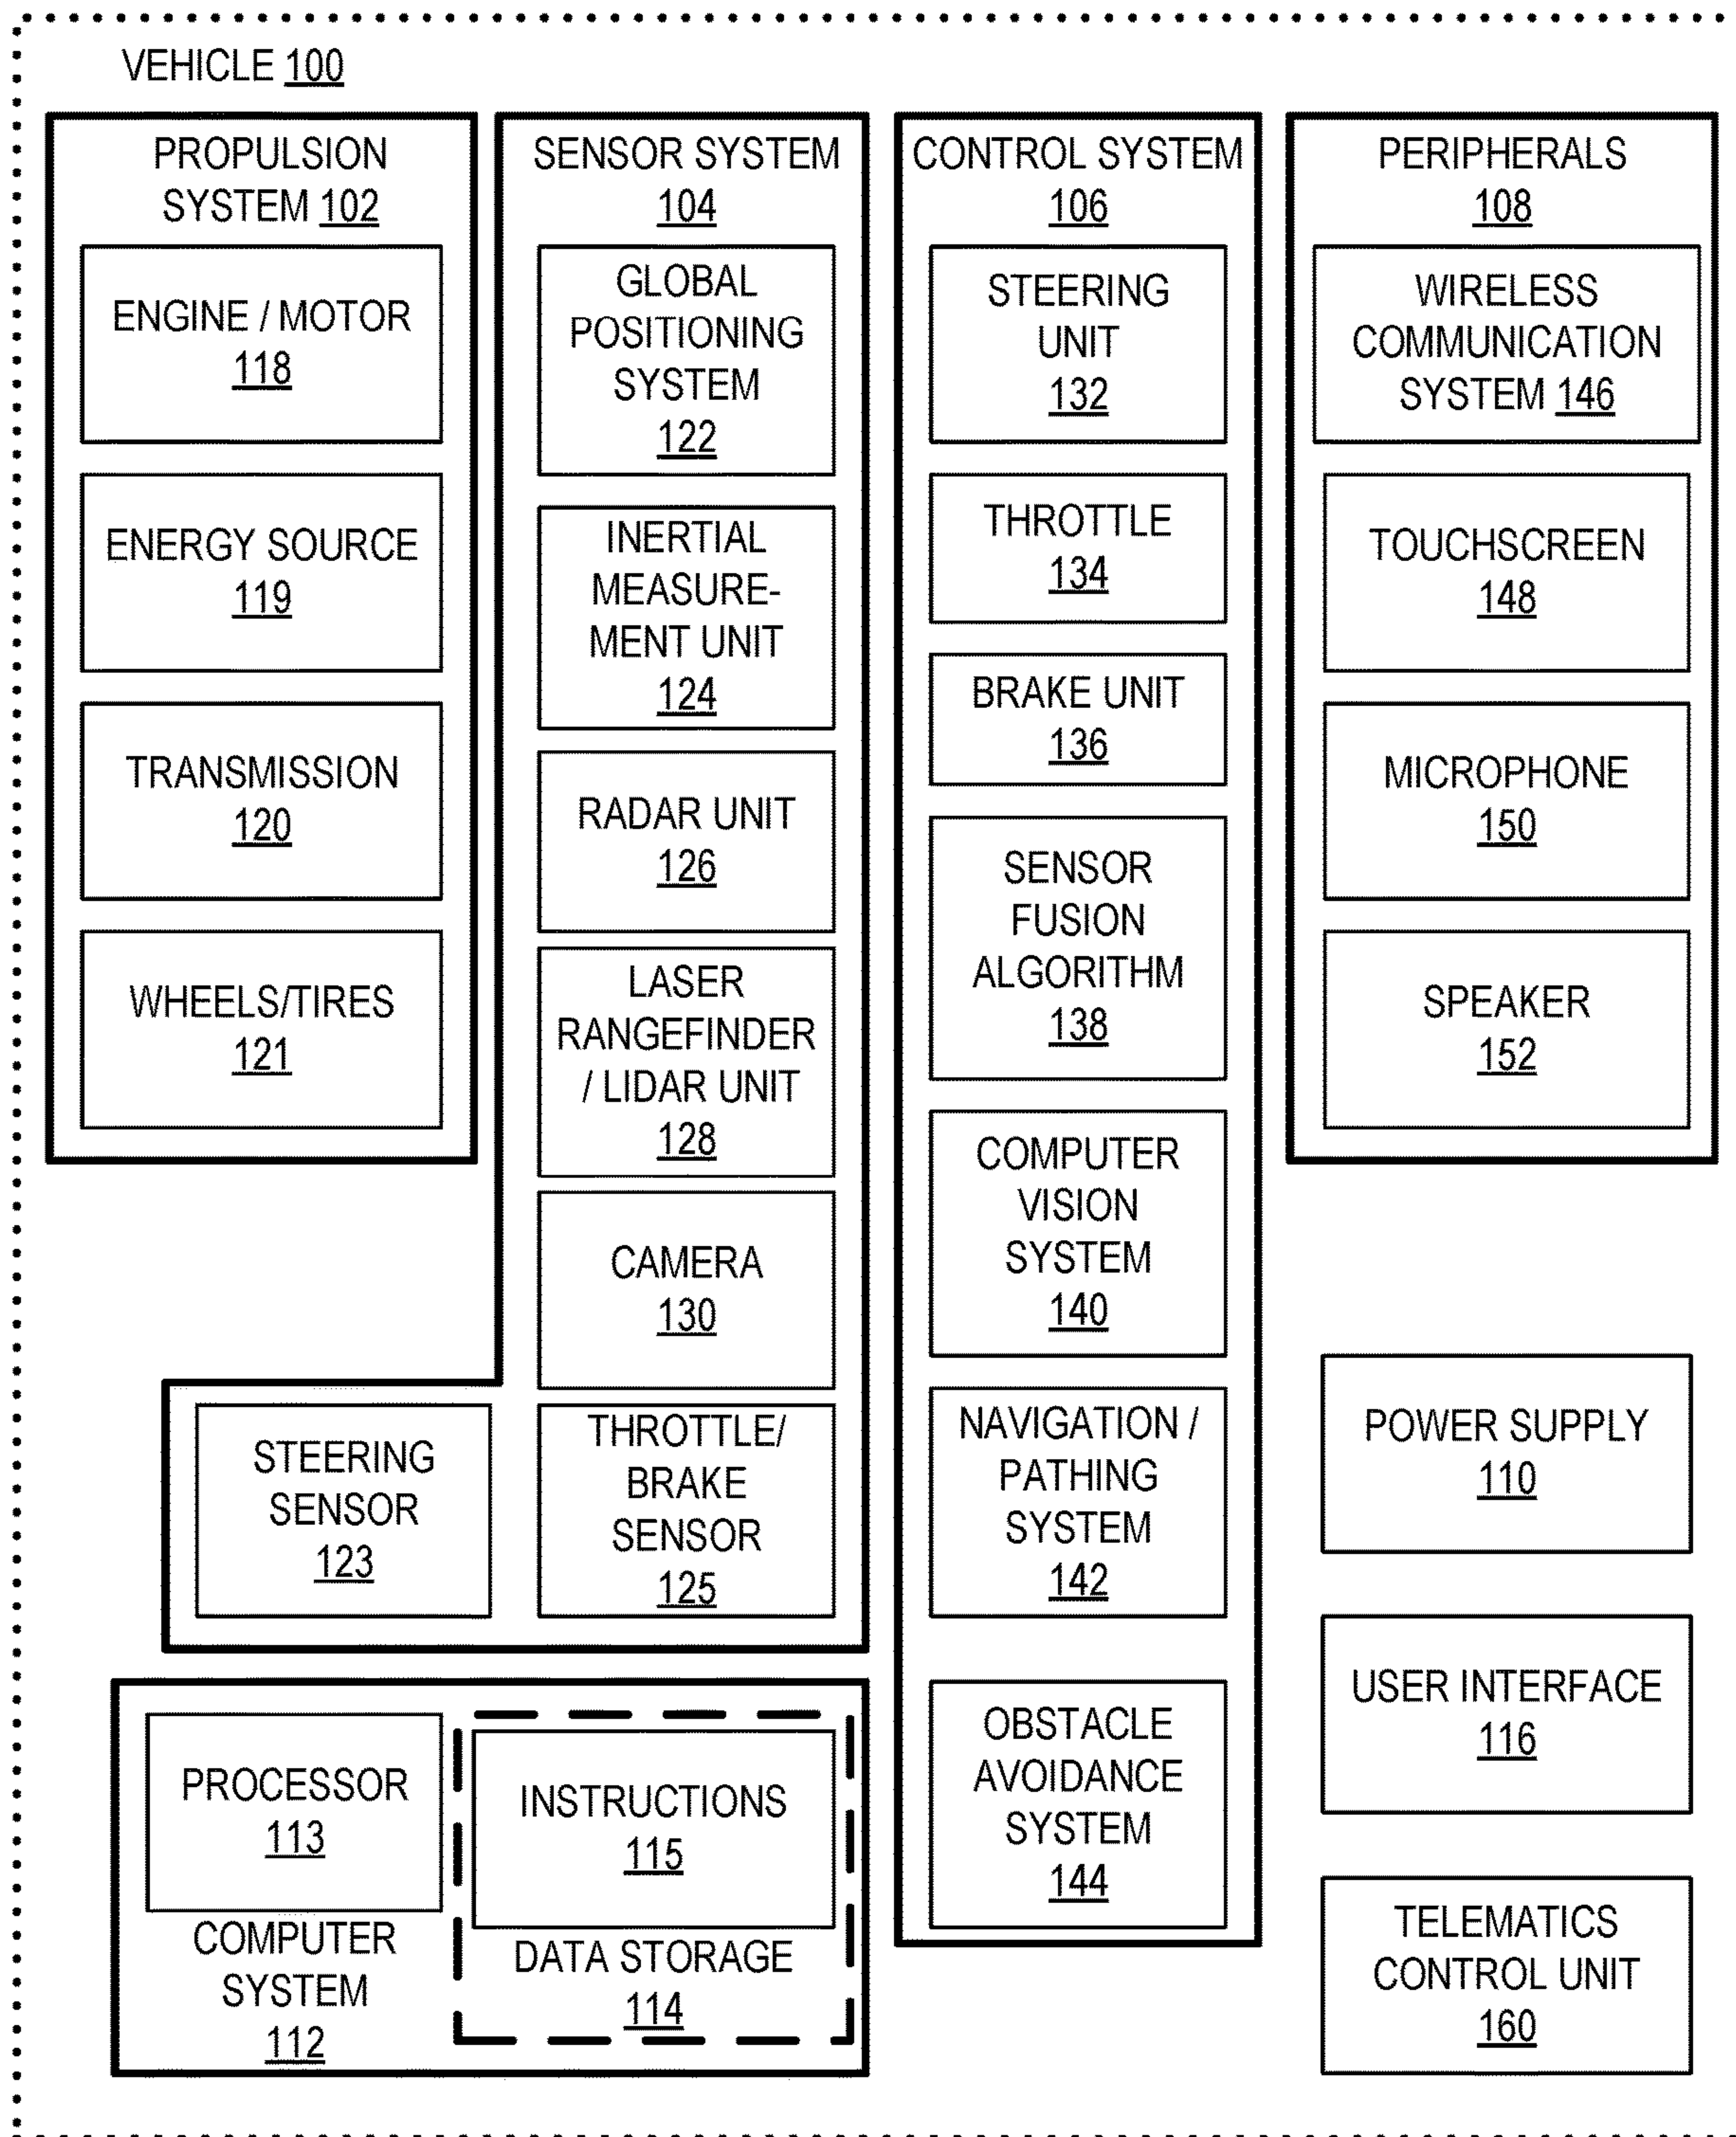 VEHICLE 100
PROPULSION
SYSTEM 102
ENGINE / MOTOR
118
ENERGY SOURCE
119
TRANSMISSION
120
WHEELS/TIRES
121
SENSOR SYSTEM
104
GLOBAL
POSITIONING
SYSTEM
122
INERTIAL
MEASURE-
MENT UNIT
124
RADAR UNIT
126
LASER
RANGEFINDER
/ LIDAR UNIT
128
CAMERA
130
THROTTLE/
BRAKE
SENSOR
125
STEERING
SENSOR
123
CONTROL SYSTEM
106
STEERING
UNIT
132
THROTTLE
134
BRAKE UNIT
136
SENSOR
FUSION
ALGORITHM
138
COMPUTER
VISION
SYSTEM
140
NAVIGATION /
PATHING
SYSTEM
142
OBSTACLE
AVOIDANCE
SYSTEM
144
PERIPHERALS
108
WIRELESS
COMMUNICATION
SYSTEM 146
TOUCHSCREEN
148
MICROPHONE
150
SPEAKER
152
PROCESSOR
113
COMPUTER
SYSTEM
112
INSTRUCTIONS
115
DATA STORAGE
114
POWER SUPPLY
110
USER INTERFACE
116
TELEMATICS
CONTROL UNIT
160